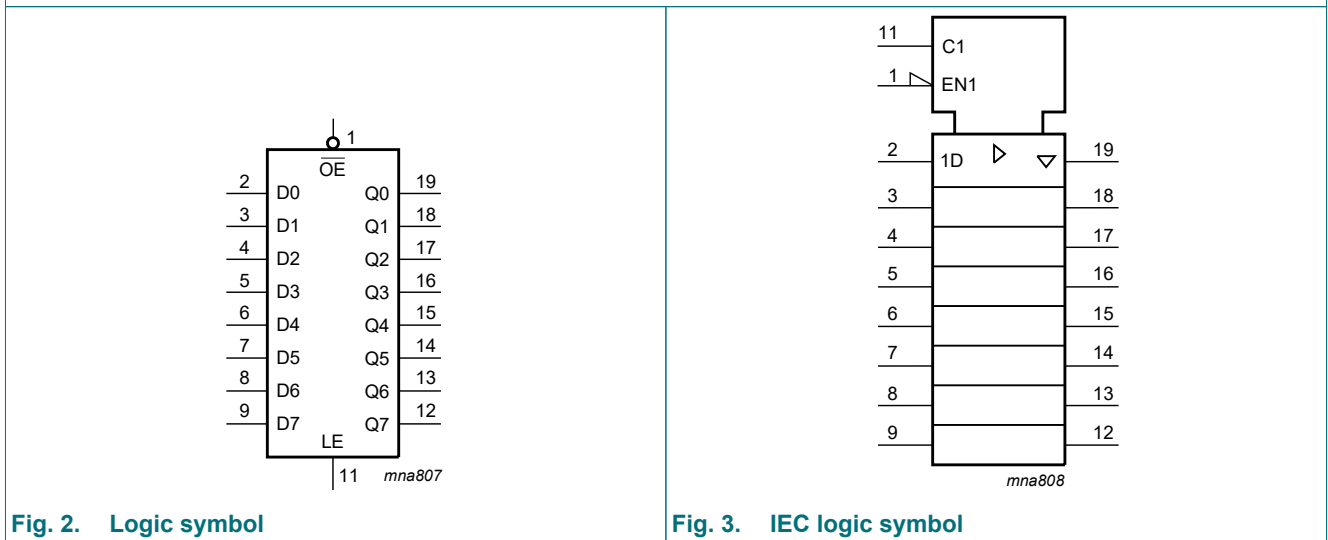 1
OE
2 D0 Q0 19
3 D1 Q1 18
4 D2 Q2 17
5 D3 Q3 16
6 D4 Q4 15
7 D5 Q5 14
8 D6 Q6 13
9 D7 Q7 12
LE
11 mna807
Fig. 2. Logic symbol
11 C1
1 EN1
2 1D 19
3 18
4 17
5 16
6 15
7 14
8 13
9 12
mna808
Fig. 3. IEC logic symbol